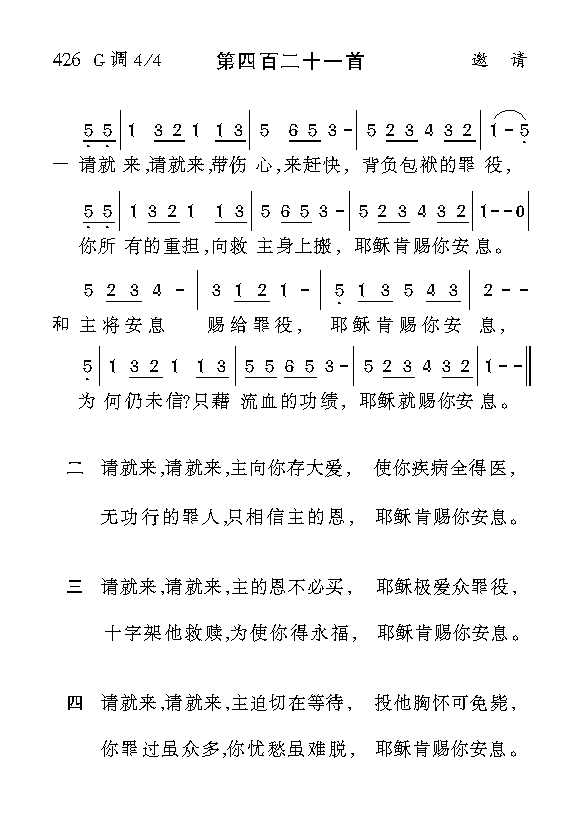 426 G 调 4/4 第四百二十一首 邀 请
5 5 | 1 3 2 1 1 3 | 5 6 5 3 - | 5 2 3 4 3 2 | 1 - 5
一 请就 来,请就来,带伤 心,来赶快, 背负包袱的罪 役,
5 5 | 1 3 2 1 1 3 | 5 5 6 5 3 - | 5 2 3 4 3 2 | 1 - - 0 |
你所 有的重担,向救 主身上搬, 耶稣肯赐你安 息。
5 2 3 4 - | 3 1 2 1 - | 5 1 3 5 4 3 | 2 - -
和 主将安息 赐给罪役, 耶稣肯赐你安 息,
5 | 1 3 2 1 1 3 | 5 5 6 5 3 - | 5 2 3 4 3 2 | 1 - - ‖
为 何仍未信?只藉 流血的功绩, 耶稣就赐你安息。
二 请就来,请就来,主向你存大爱, 使你疾病全得医,
无功行的罪人,只相信主的恩, 耶稣肯赐你安息。
三 请就来,请就来,主的恩不必买, 耶稣极爱众罪役,
十字架他救赎,为使你得永福, 耶稣肯赐你安息。
四 请就来,请就来,主迫切在等待, 投他胸怀可免毙,
你罪过虽众多,你忧愁虽难脱, 耶稣肯赐你安息。